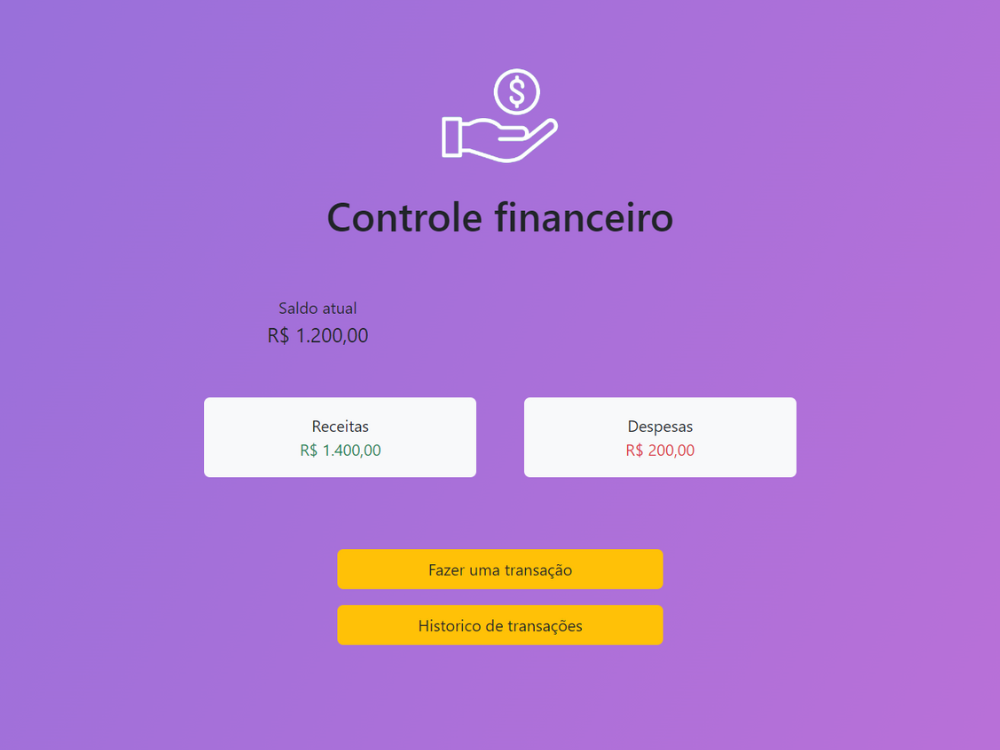 $
Controle financeiro
Saldo atual
R$ 1.200,00
Receitas
R$ 1.400,00
Despesas
R$ 200,00
Fazer uma transação
Historico de transações